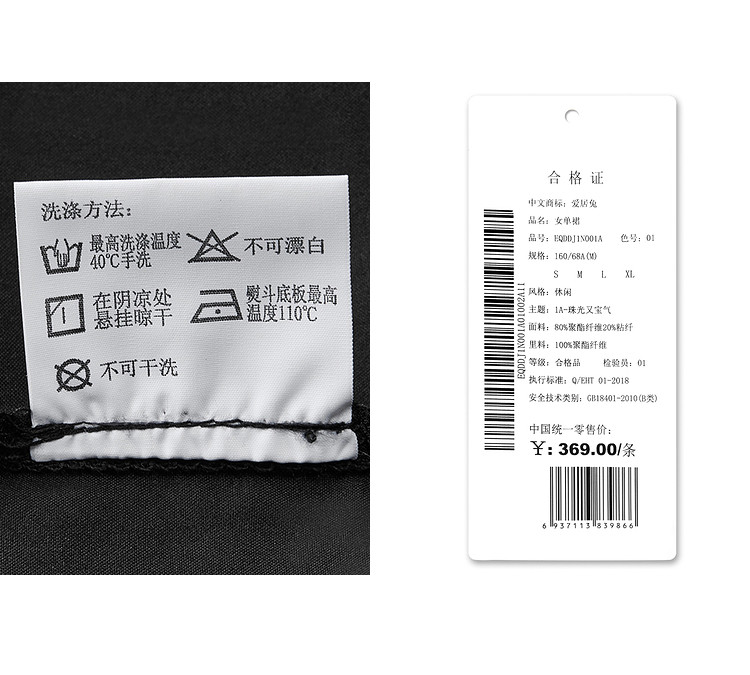 洗涤方法：
最高洗涤温度
40℃手洗
不可漂白
在阴凉处
悬挂晾干
熨斗底板最高
温度110℃
不可干洗
合格证
中文商标：爱居兔
品名：女单裙
品号：EQDDJ1N001A 色号：01
规格：160/68A(M)
S M L XL
风格：休闲
主题：1A-珠光又宝气
面料：80%聚酯纤维20%粘纤
里料：100%聚酯纤维
等级：合格品 检验员：01
执行标准：Q/EHT 01-2018
安全技术类别：GB18401-2010(B类)
EQDDJ1N001A01002A11
中国统一零售价：
¥：369.00/条
6 937113 839866